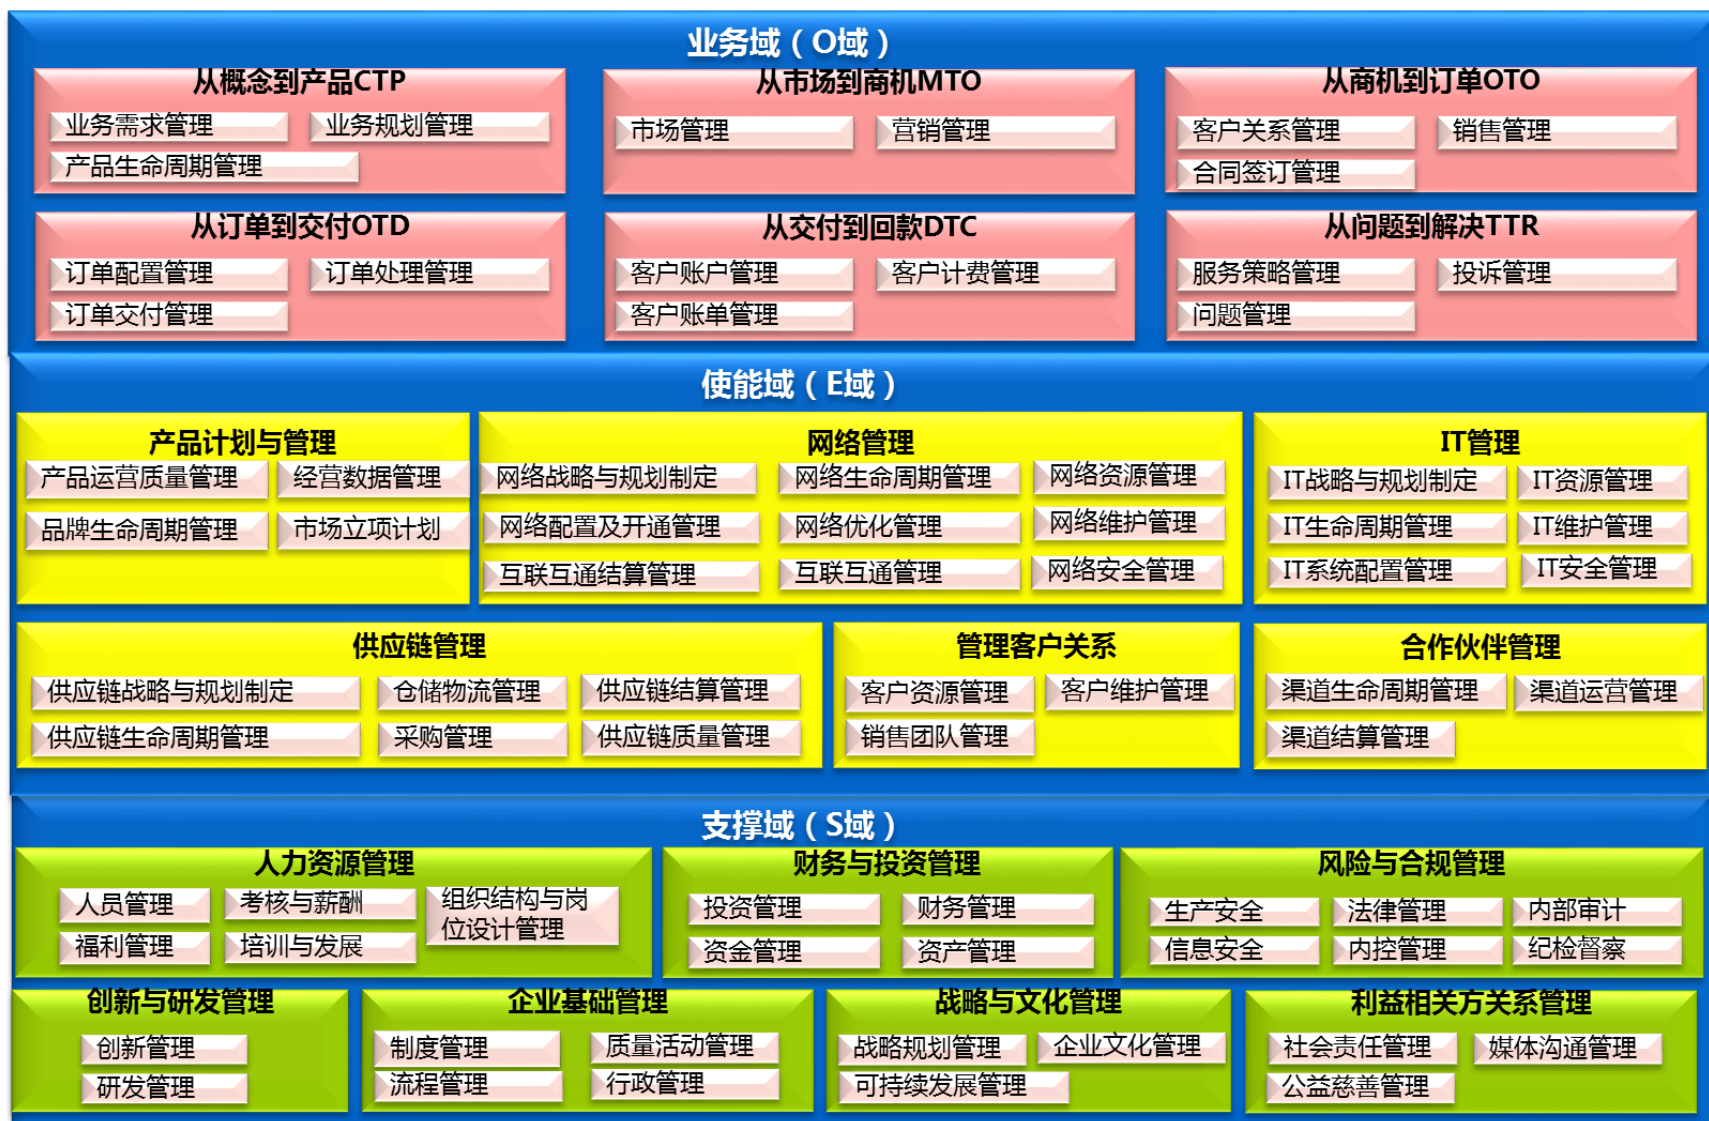 业务域（O域）
从概念到产品CTP
业务需求管理
业务规划管理
产品生命周期管理
从市场到商机MTO
市场管理
营销管理
从商机到订单OTO
客户关系管理
销售管理
合同签订管理
从订单到交付OTD
订单配置管理
订单处理管理
订单交付管理
从交付到回款DTC
客户账户管理
客户计费管理
客户账单管理
从问题到解决TTR
服务策略管理
投诉管理
问题管理
使能域（E域）
产品计划与管理
产品运营质量管理
经营数据管理
品牌生命周期管理
市场立项计划
网络管理
网络战略与规划制定
网络生命周期管理
网络资源管理
网络配置及开通管理
网络优化管理
网络维护管理
互联互通结算管理
互联互通管理
网络安全管理
IT管理
IT战略与规划制定
IT资源管理
IT生命周期管理
IT维护管理
IT系统配置管理
IT安全管理
供应链管理
供应链战略与规划制定
仓储物流管理
供应链结算管理
供应链生命周期管理
采购管理
供应链质量管理
管理客户关系
客户资源管理
客户维护管理
销售团队管理
合作伙伴管理
渠道生命周期管理
渠道运营管理
渠道结算管理
支撑域（S域）
人力资源管理
人员管理
考核与薪酬
组织结构与岗
位设计管理
福利管理
培训与发展
财务与投资管理
投资管理
财务管理
资金管理
资产管理
风险与合规管理
生产安全
法律管理
内部审计
信息安全
内控管理
纪检督察
创新与研发管理
创新管理
研发管理
企业基础管理
制度管理
质量活动管理
流程管理
行政管理
战略与文化管理
战略规划管理
企业文化管理
可持续发展管理
利益相关方关系管理
社会责任管理
媒体沟通管理
公益慈善管理